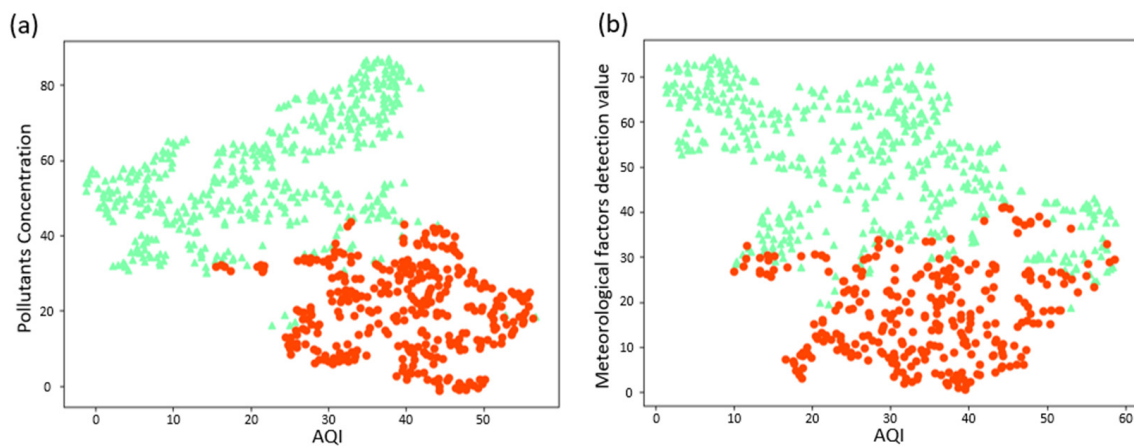 (a)
Pollutants Concentration
80
60
40
20
0
0 10 20 30 40 50
AQI
(b)
Meteorological factors detection value
70
60
50
40
30
20
10
0
0 10 20 30 40 50 60
AQI